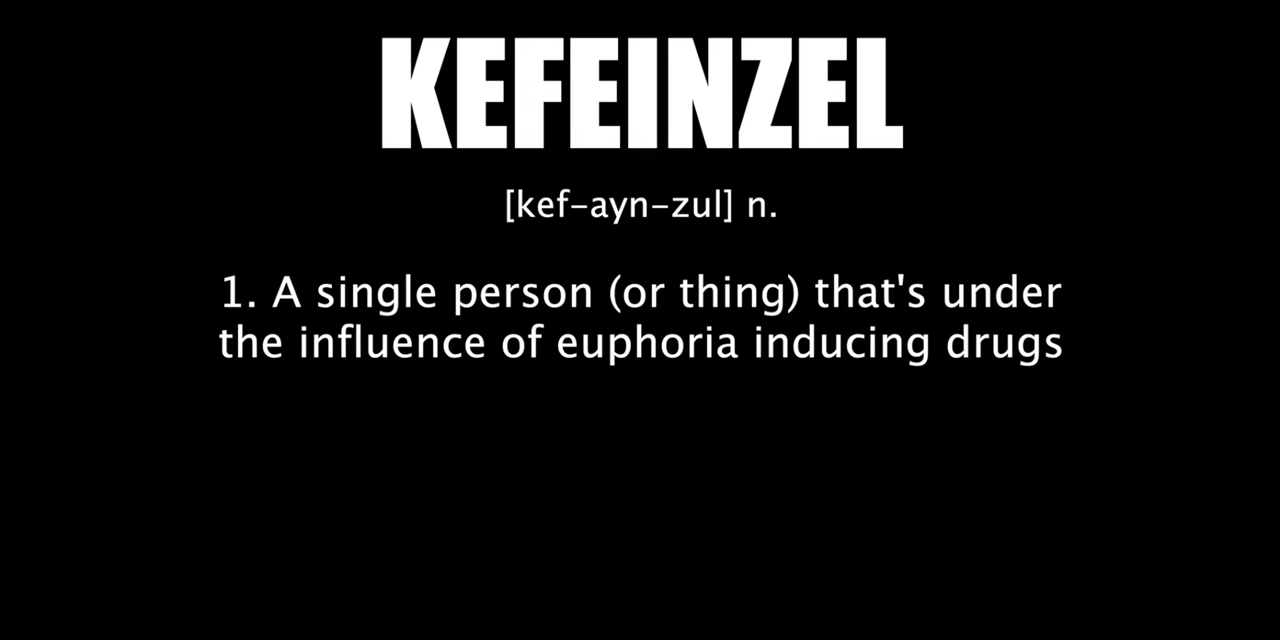 KEFEINZEL
[kef-ayn-zul] n.
1. A single person (or thing) that's under
the influence of euphoria inducing drugs